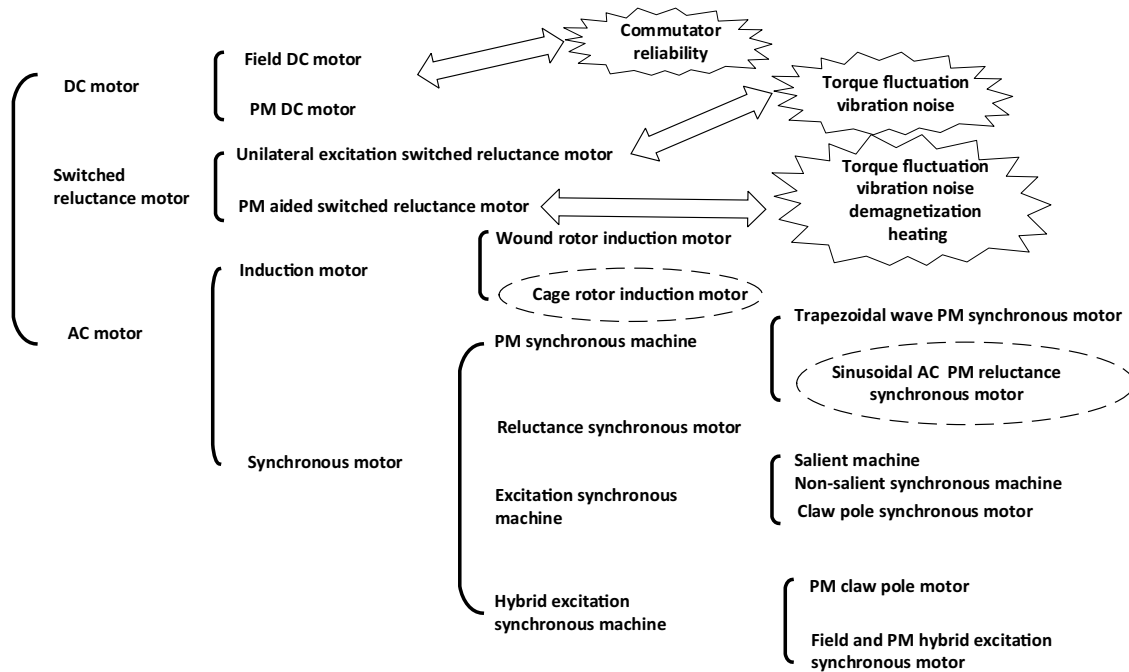 Commutator
reliability
Field DC motor
DC motor
PM DC motor
Torque fluctuation
vibration noise
Unilateral excitation switched reluctance motor
Switched
reluctance motor
PM aided switched reluctance motor
Torque fluctuation
vibration noise
demagnetization
heating
Wound rotor induction motor
Induction motor
Cage rotor induction motor
AC motor
Trapezoidal wave PM synchronous motor
PM synchronous machine
Sinusoidal AC PM reluctance
synchronous motor
Reluctance synchronous motor
Synchronous motor
Salient machine
Non-salient synchronous machine
Claw pole synchronous motor
Excitation synchronous
machine
PM claw pole motor
Hybrid excitation
synchronous machine
Field and PM hybrid excitation
synchronous motor